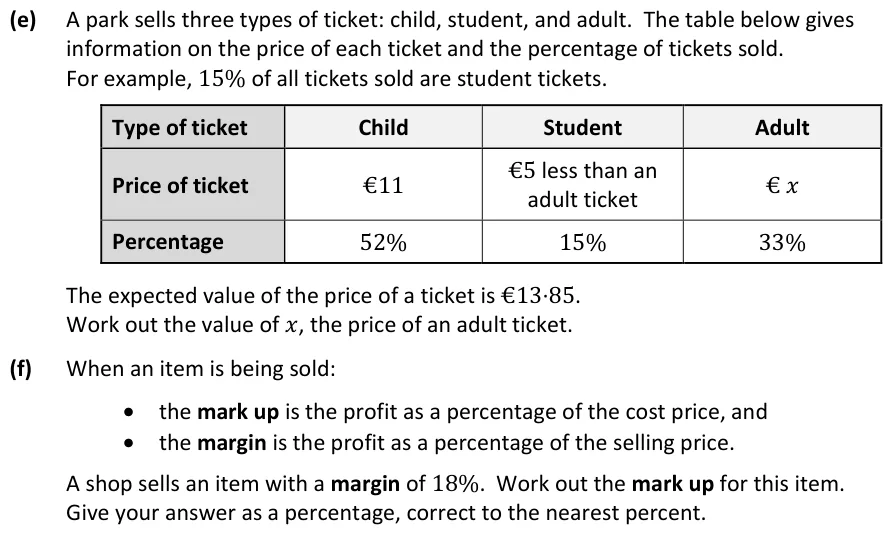 (e) A park sells three types of ticket: child, student, and adult. The table below gives
information on the price of each ticket and the percentage of tickets sold.
For example, 15% of all tickets sold are student tickets.
Type of ticket Child Student Adult
Price of ticket €11 €5 less than an adult ticket € x
Percentage 52% 15% 33%
The expected value of the price of a ticket is €13·85.
Work out the value of x, the price of an adult ticket.
(f) When an item is being sold:
• the mark up is the profit as a percentage of the cost price, and
• the margin is the profit as a percentage of the selling price.
A shop sells an item with a margin of 18%. Work out the mark up for this item.
Give your answer as a percentage, correct to the nearest percent.